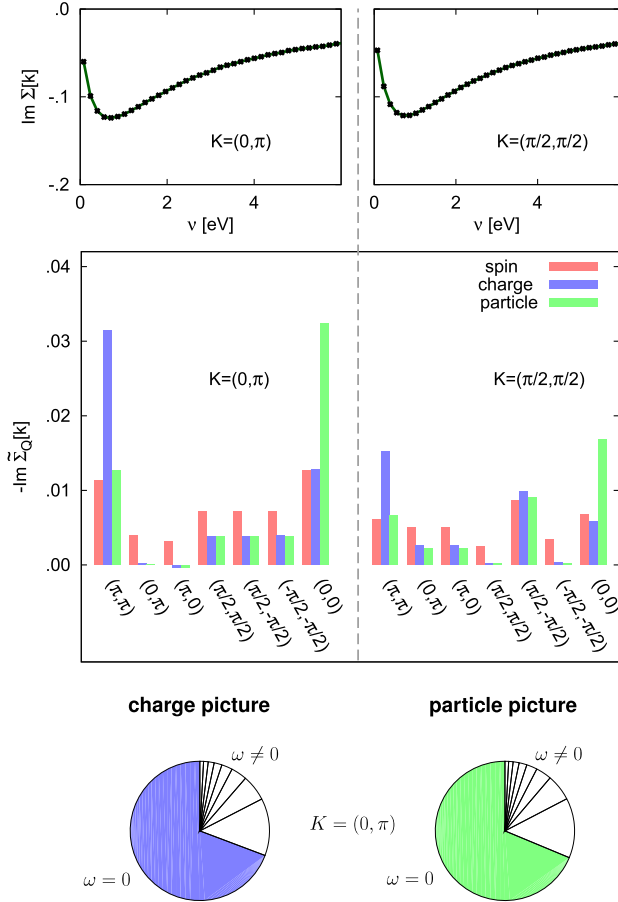 .0
-.1
-.2
Im Σ[k]
K=(0,π)
0 2 4
ν [eV]
K=(π/2,π/2)
0 2 4
ν [eV]
.04
.03
.02
.01
.00
-Im Σ̃Q[k]
spin
charge
particle
K=(0,π)
K=(π/2,π/2)
(π,π)
(0,π)
(π,0)
(π/2,π/2)
(π/2,-π/2)
(-π/2,-π/2)
(0,0)
(π,π)
(0,π)
(π,0)
(π/2,π/2)
(π/2,-π/2)
(-π/2,-π/2)
(0,0)
charge picture
particle picture
ω ≠ 0
ω ≠ 0
K = (0, π)
ω = 0
ω = 0